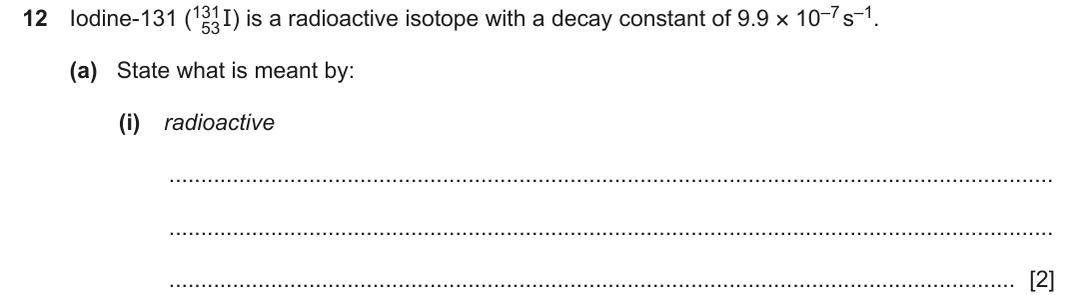 12 Iodine-131 (¹³¹₅₃I) is a radioactive isotope with a decay constant of 9.9 × 10⁻⁷ s⁻¹.
(a) State what is meant by:
(i) radioactive
..........................................................................................................................................
..........................................................................................................................................
.................................................................................................................................... [2]